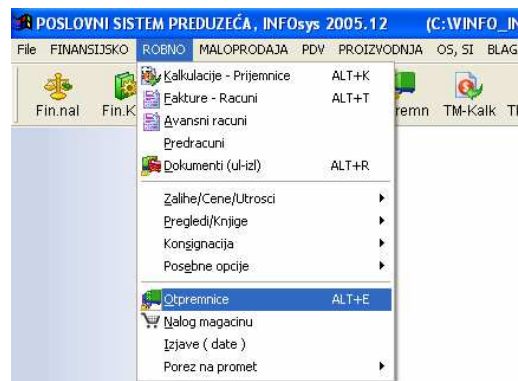 POSLOVNI SISTEM PREDUZEĆA, INFOsys 2005.12 (C:\WINFO_IN
File FINANSIJSKO ROBNO MALOPRODAJA PDV PROIZVODNJA OS, SI BLAG
Fin.nal Fin.K remn TM-Kalk
Kalkulacije - Prijemnice ALT+K
Fakture - Racuni ALT+T
Avansni racuni
Predracuni
Dokumenti (ul-izl) ALT+R
Zalihe/Cene/Utrosci
Pregledi/Knjige
Konsignacija
Posebne opcije
Otpremnice ALT+E
Nalog magacinu
Izjave ( date )
Porez na promet